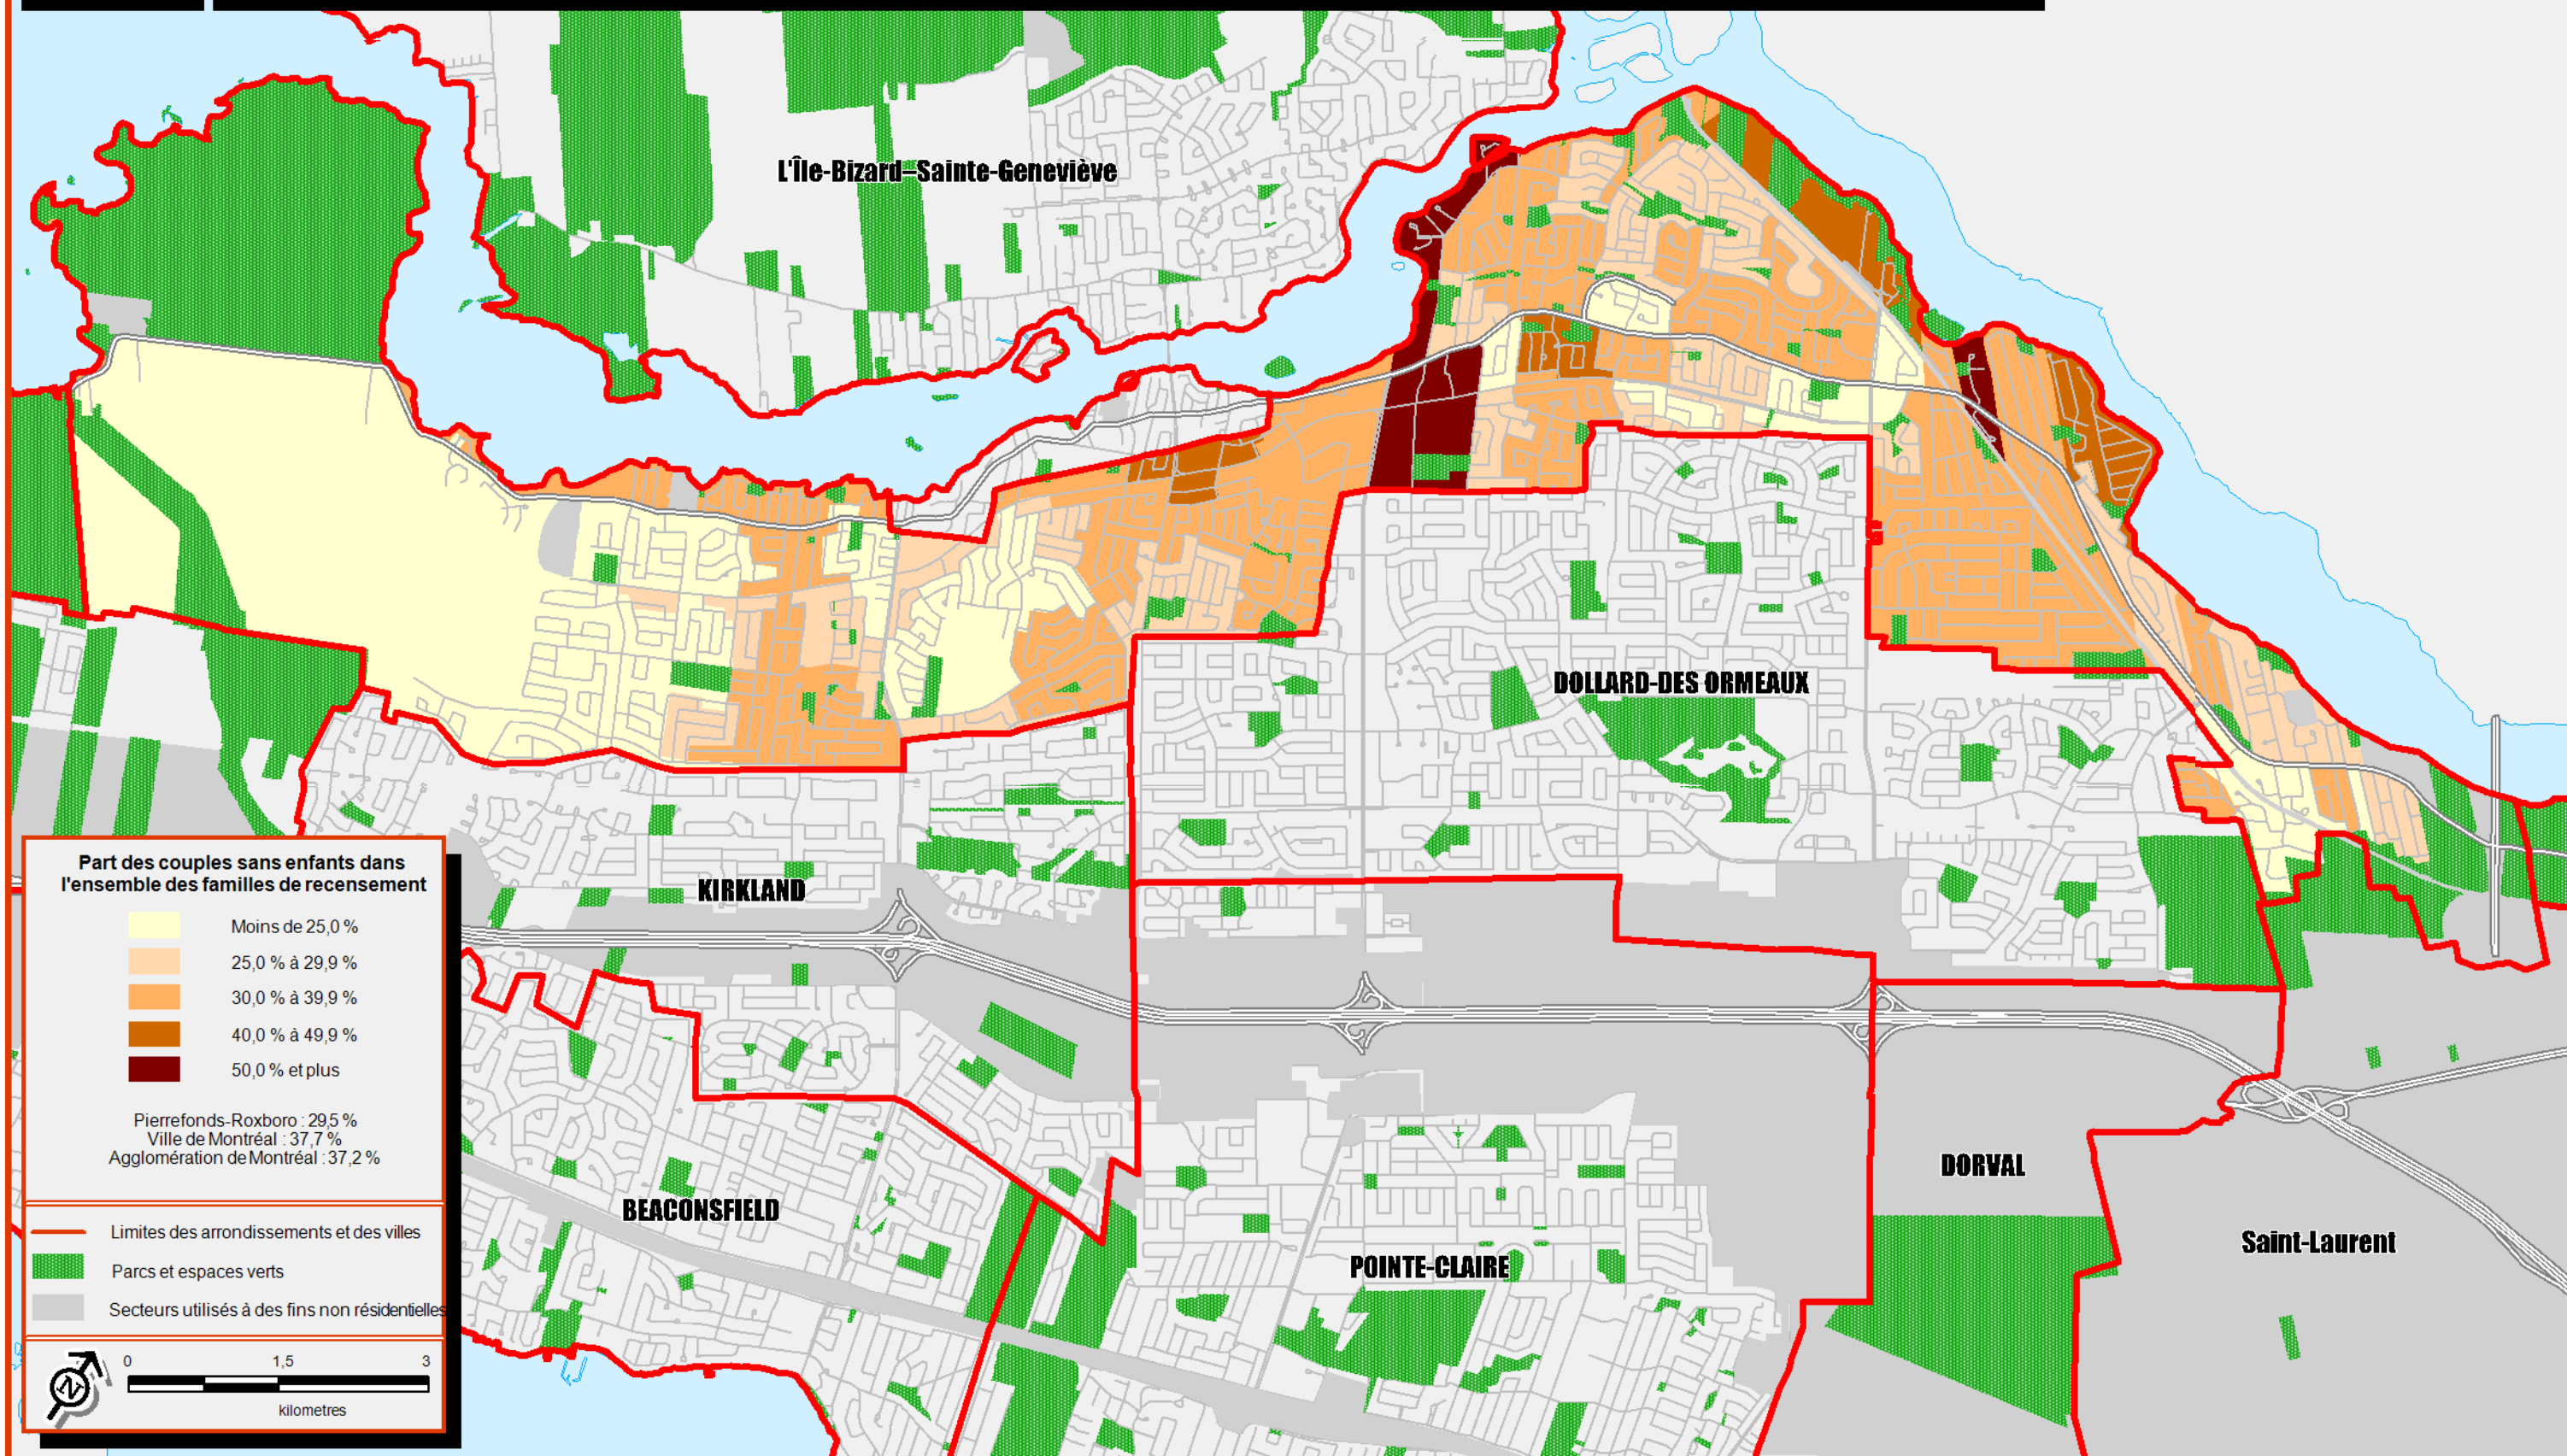 L'Île-Bizard–Sainte-Geneviève
DOLLARD-DES ORMEAUX
KIRKLAND
BEACONSFIELD
POINTE-CLAIRE
DORVAL
Saint-Laurent
Part des couples sans enfants dans
l'ensemble des familles de recensement
Moins de 25,0 %
25,0 % à 29,9 %
30,0 % à 39,9 %
40,0 % à 49,9 %
50,0 % et plus
Pierrefonds-Roxboro : 29,5 %
Ville de Montréal : 37,7 %
Agglomération de Montréal : 37,2 %
Limites des arrondissements et des villes
Parcs et espaces verts
Secteurs utilisés à des fins non résidentielles
N
0 1,5 3
kilometres